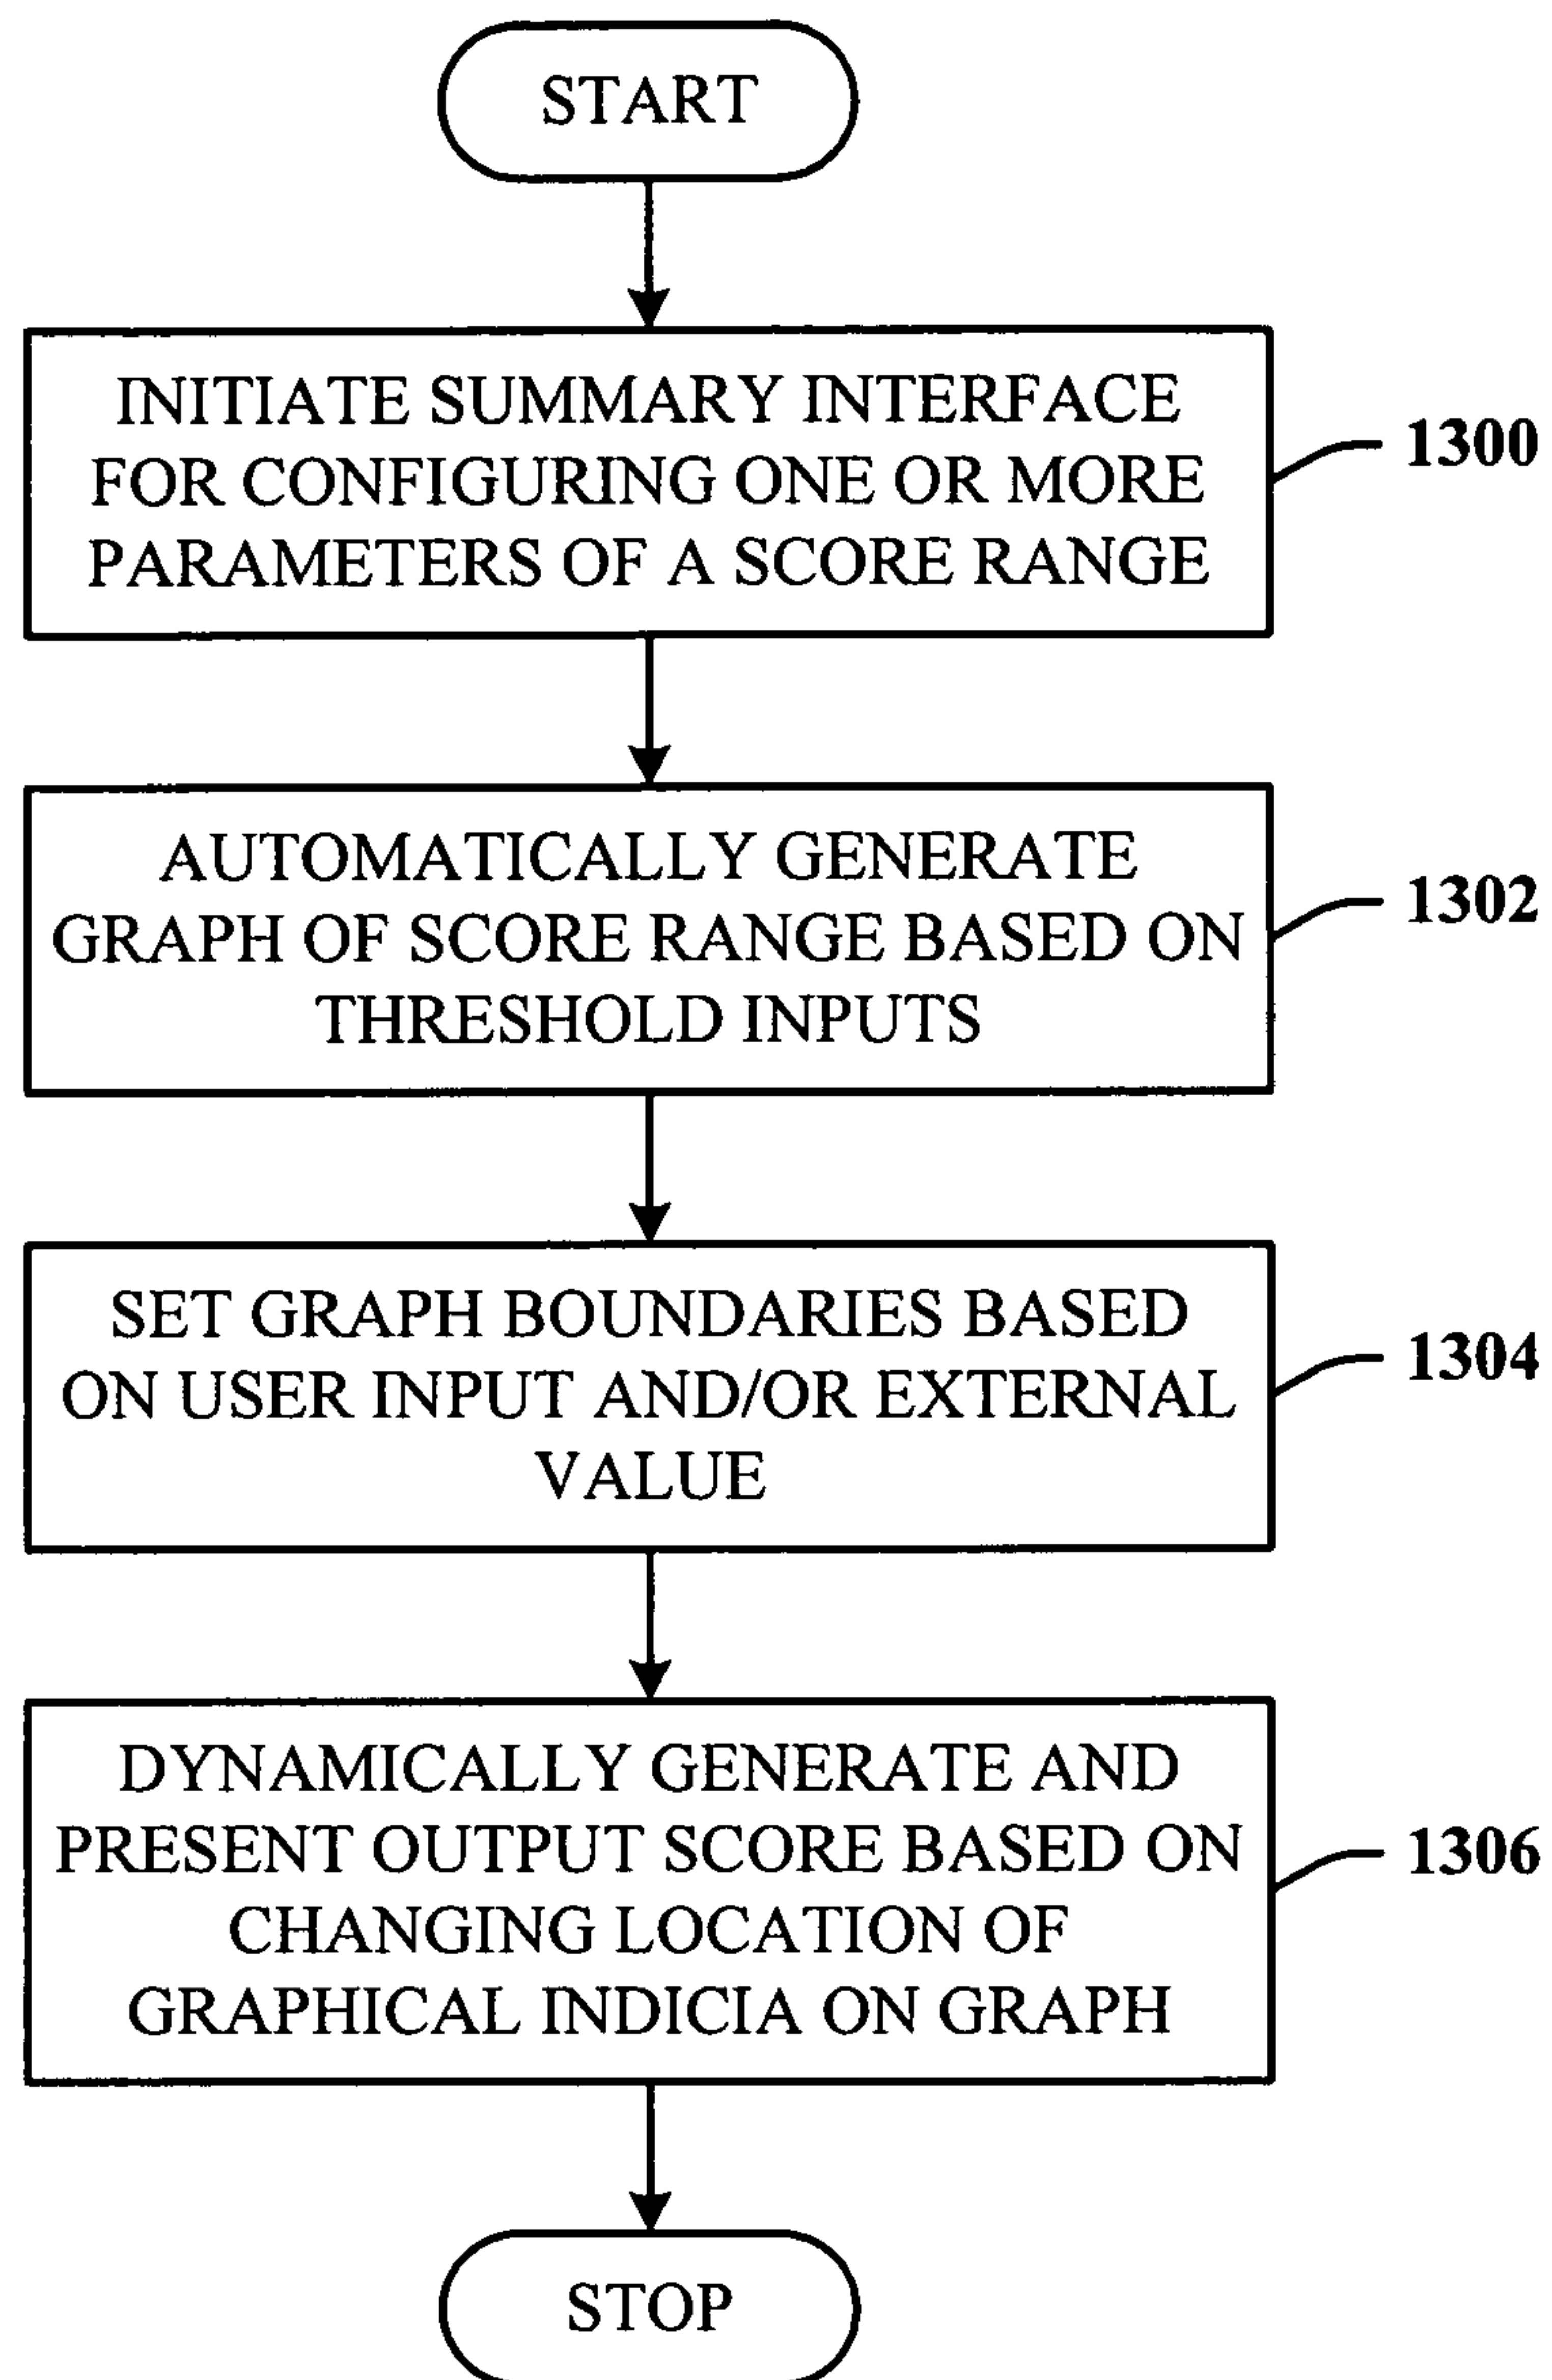 START
INITIATE SUMMARY INTERFACE
FOR CONFIGURING ONE OR MORE
PARAMETERS OF A SCORE RANGE
1300
AUTOMATICALLY GENERATE
GRAPH OF SCORE RANGE BASED ON
THRESHOLD INPUTS
1302
SET GRAPH BOUNDARIES BASED
ON USER INPUT AND/OR EXTERNAL
VALUE
1304
DYNAMICALLY GENERATE AND
PRESENT OUTPUT SCORE BASED ON
CHANGING LOCATION OF
GRAPHICAL INDICIA ON GRAPH
1306
STOP